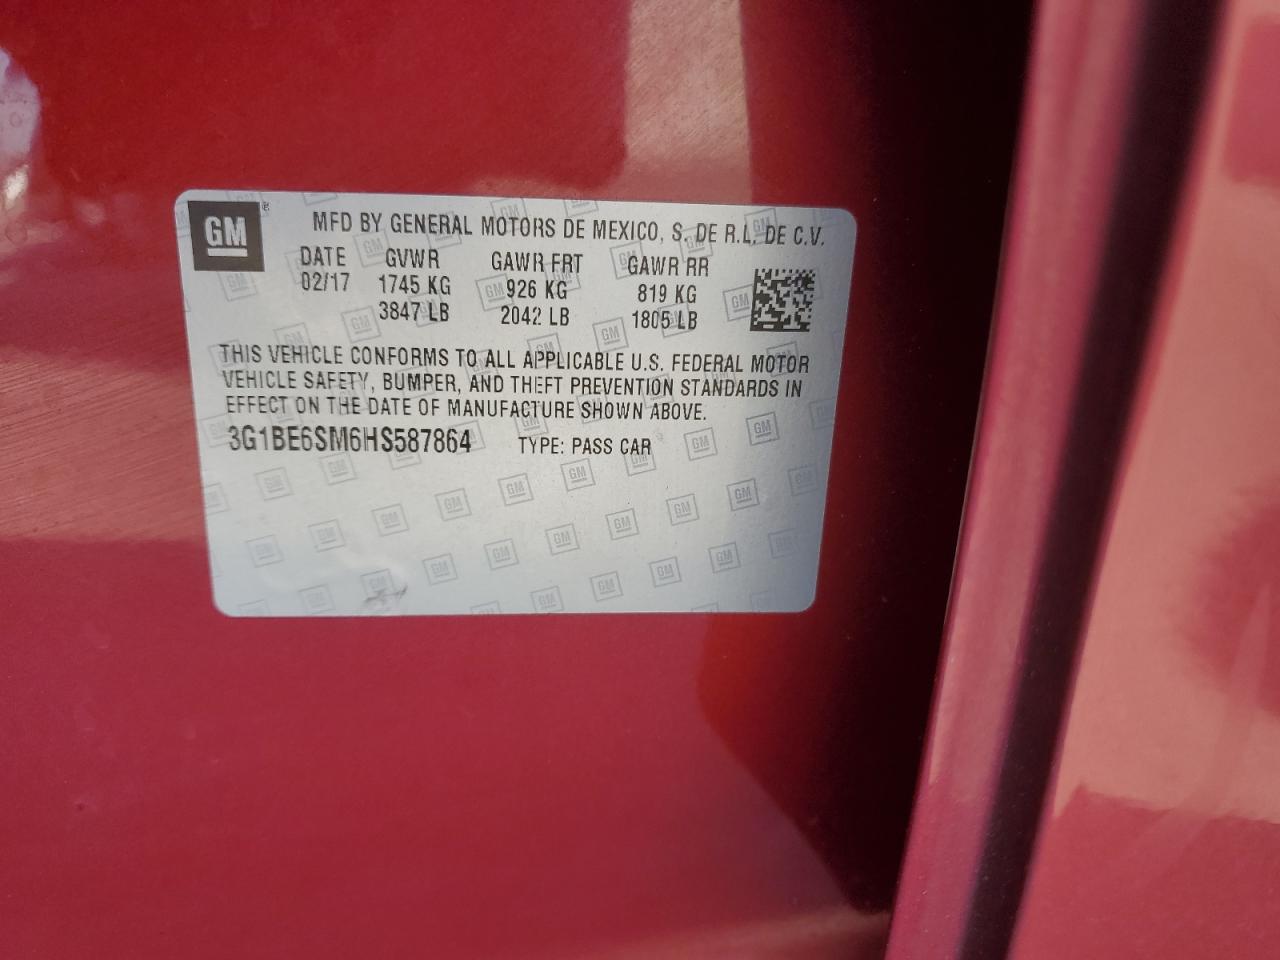 GM ® MFD BY GENERAL MOTORS DE MEXICO, S. DE R.L. DE C.V.
DATE GVWR GAWR FRT GAWR RR
02/17 1745 KG 926 KG 819 KG
3847 LB 2042 LB 1805 LB
THIS VEHICLE CONFORMS TO ALL APPLICABLE U.S. FEDERAL MOTOR
VEHICLE SAFETY, BUMPER, AND THEFT PREVENTION STANDARDS IN
EFFECT ON THE DATE OF MANUFACTURE SHOWN ABOVE.
3G1BE6SM6HS587864 TYPE: PASS CAR